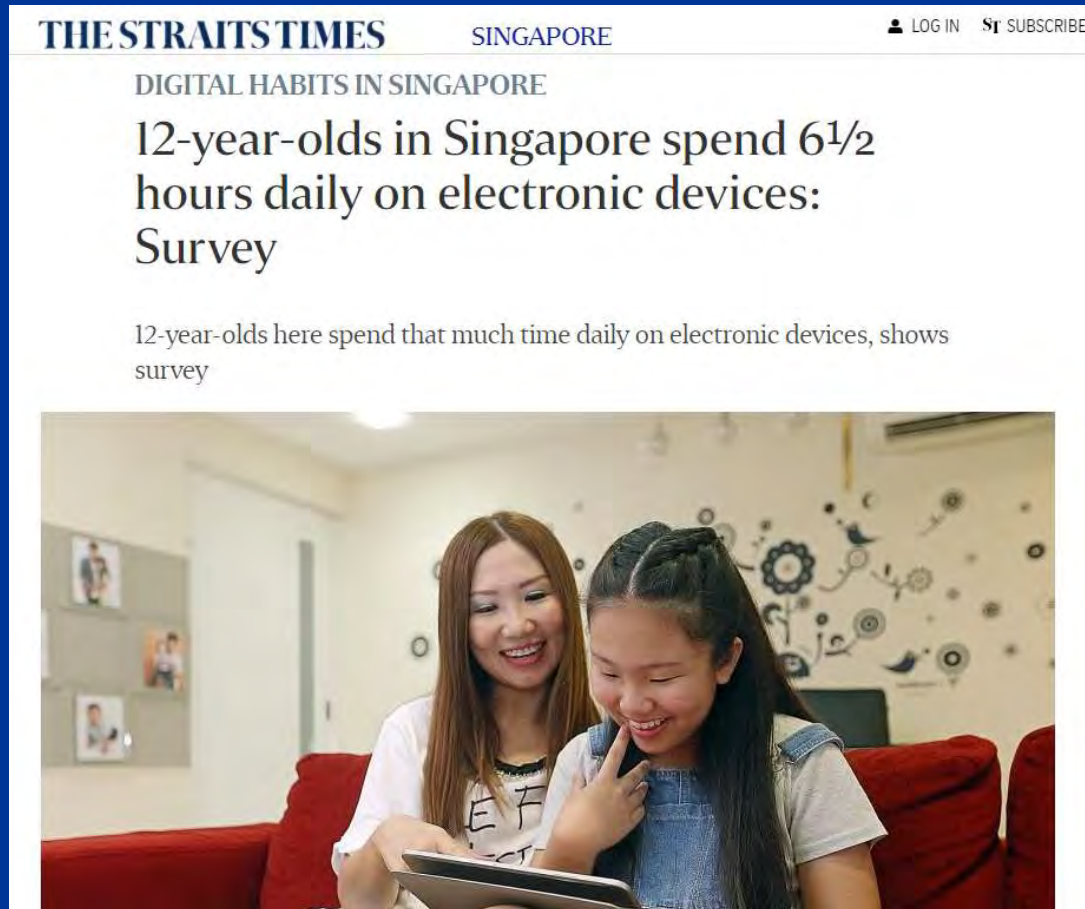 THE STRAITS TIMES SINGAPORE LOG IN ST SUBSCRIBE
DIGITAL HABITS IN SINGAPORE
12-year-olds in Singapore spend 6½
hours daily on electronic devices:
Survey
12-year-olds here spend that much time daily on electronic devices, shows
survey
EF